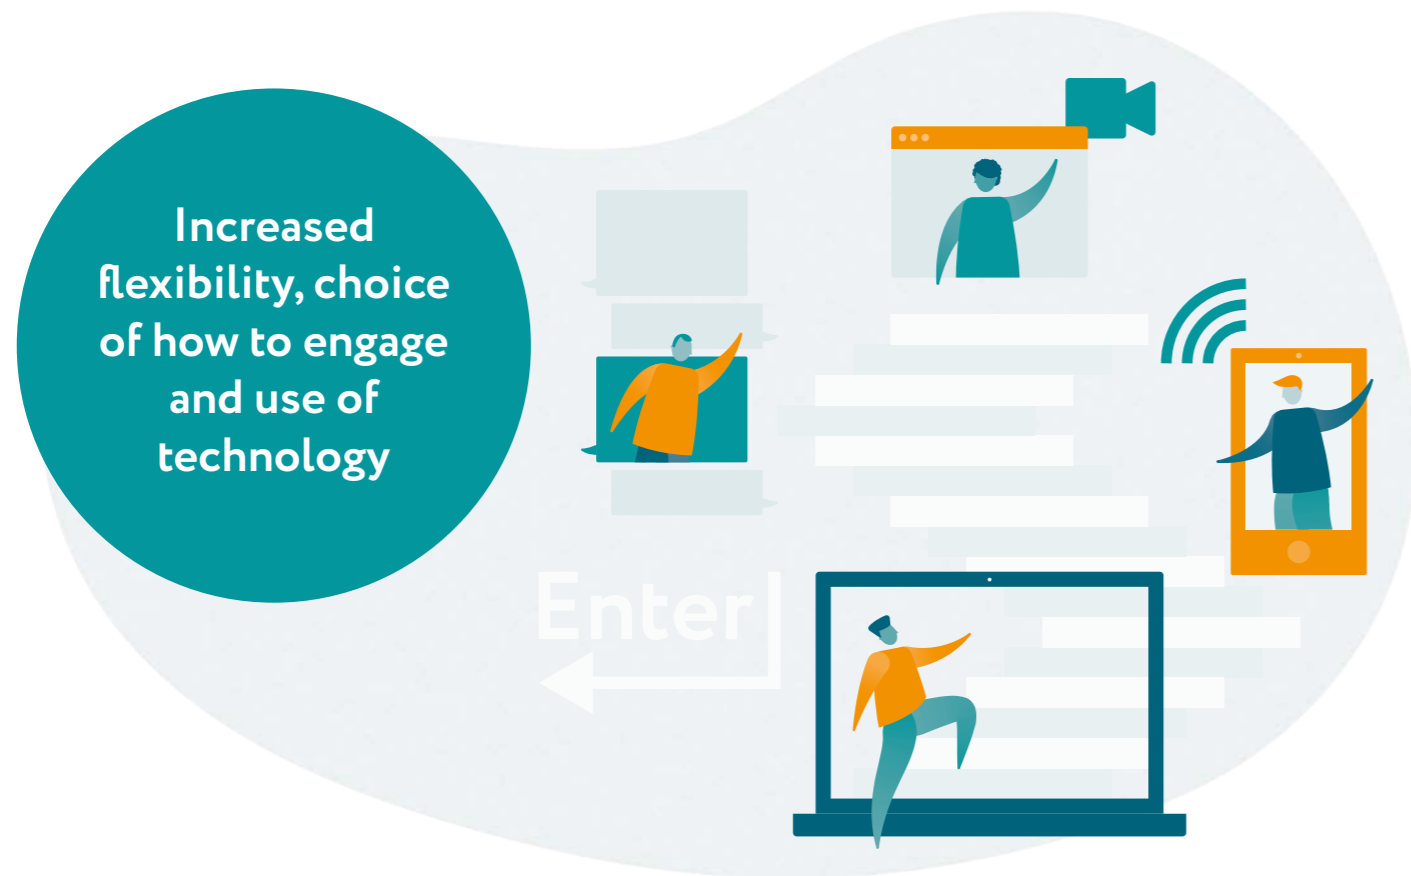 Increased
flexibility, choice
of how to engage
and use of
technology
Enter